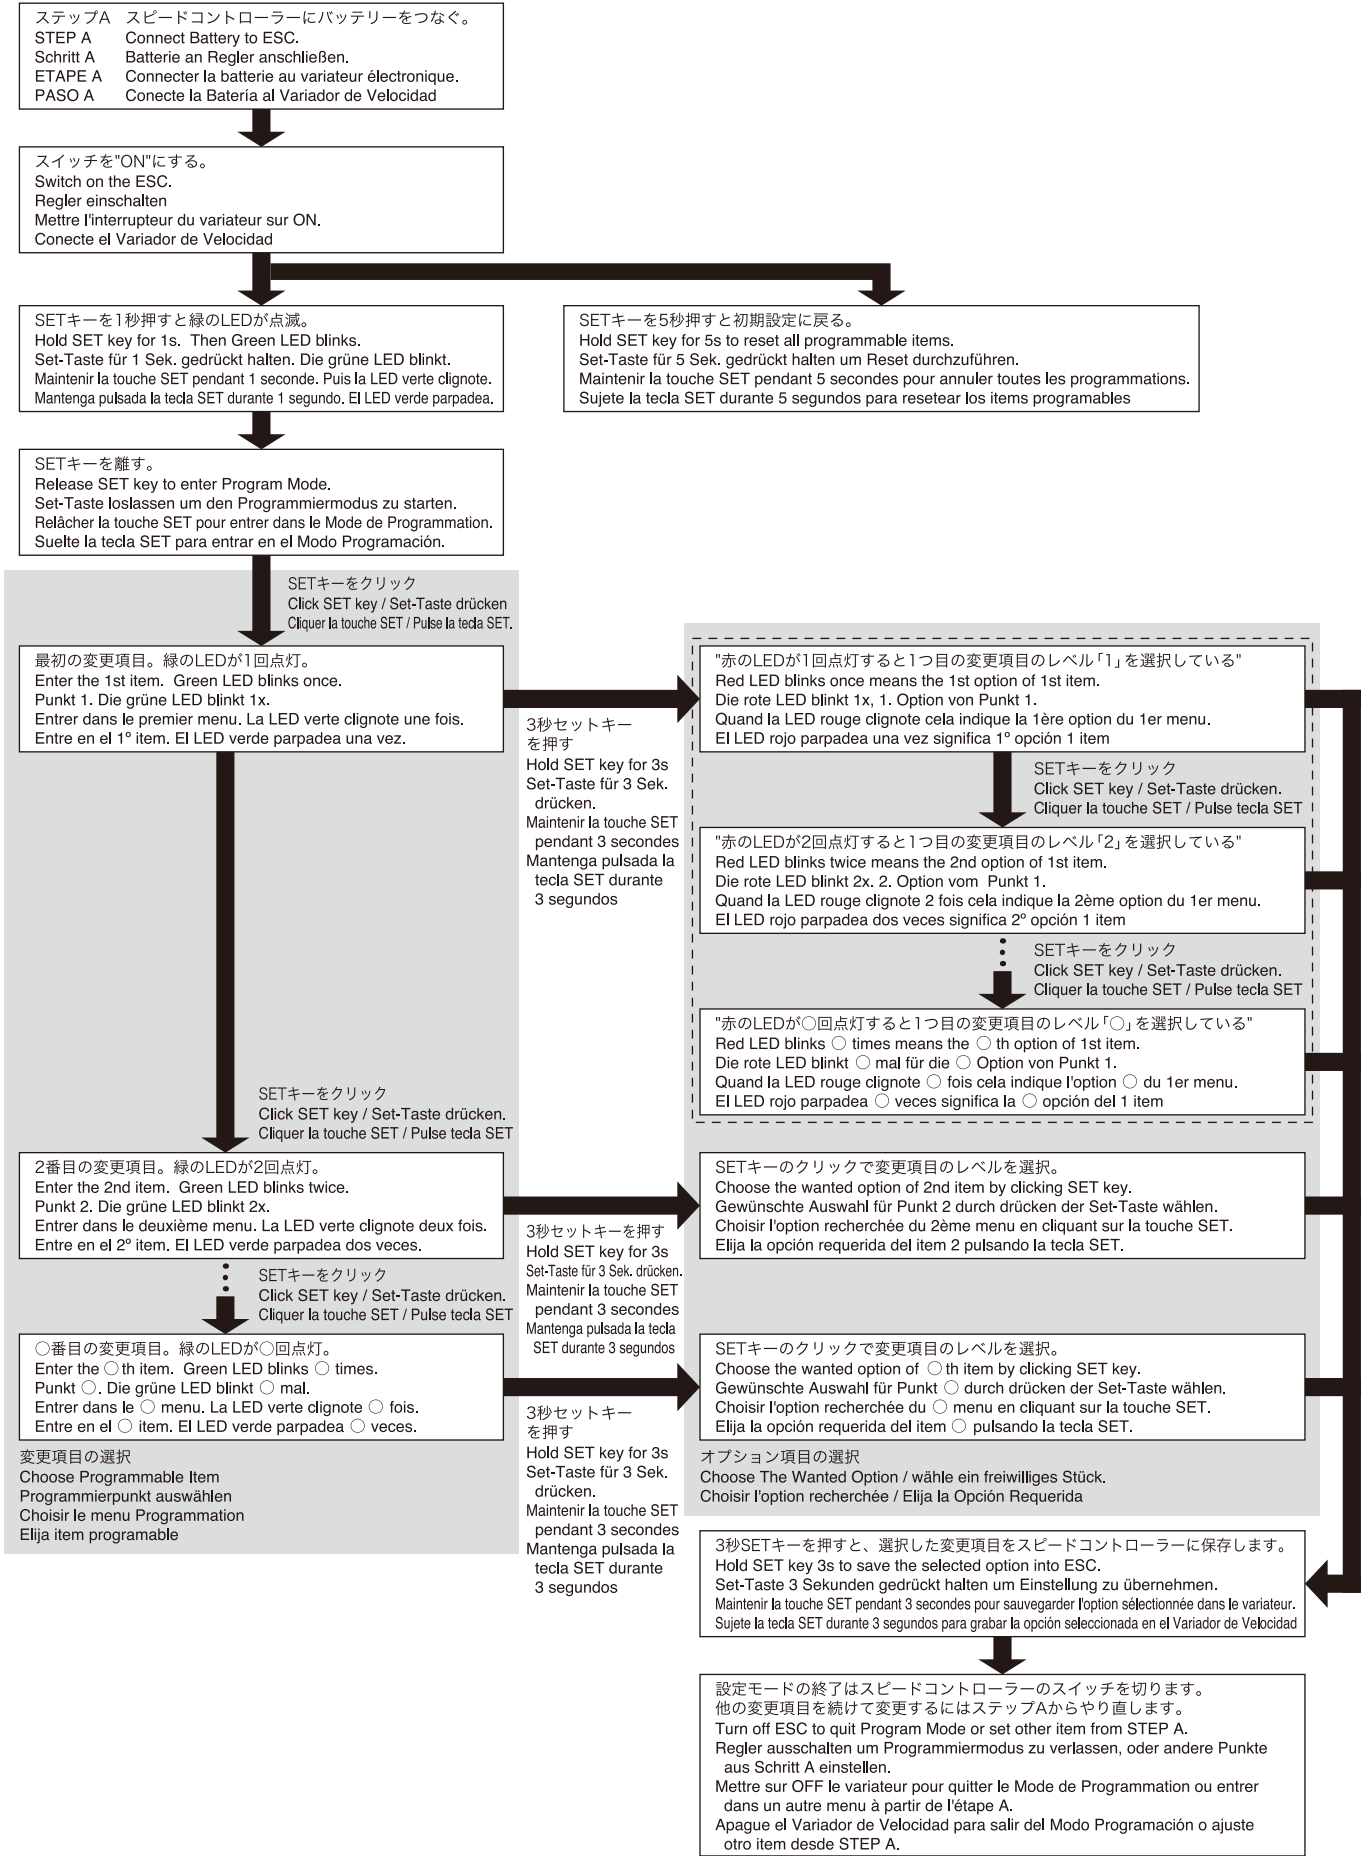 ステップA スピードコントローラーにバッテリーをつなぐ。
STEP A Connect Battery to ESC.
Schritt A Batterie an Regler anschließen.
ETAPE A Connecter la batterie au variateur électronique.
PASO A Conecte la Batería al Variador de Velocidad
スイッチを"ON"にする。
Switch on the ESC.
Regler einschalten
Mettre l'interrupteur du variateur sur ON.
Conecte el Variador de Velocidad
SETキーを1秒押すと緑のLEDが点滅。
Hold SET key for 1s. Then Green LED blinks.
Set-Taste für 1 Sek. gedrückt halten. Die grüne LED blinkt.
Maintenir la touche SET pendant 1 seconde. Puis la LED verte clignote.
Mantenga pulsada la tecla SET durante 1 segundo. El LED verde parpadea.
SETキーを5秒押すと初期設定に戻る。
Hold SET key for 5s to reset all programmable items.
Set-Taste für 5 Sek. gedrückt halten um Reset durchzuführen.
Maintenir la touche SET pendant 5 secondes pour annuler toutes les programmations.
Sujete la tecla SET durante 5 segundos para resetear los items programables
SETキーを離す。
Release SET key to enter Program Mode.
Set-Taste loslassen um den Programmiermodus zu starten.
Relâcher la touche SET pour entrer dans le Mode de Programmation.
Suelte la tecla SET para entrar en el Modo Programación.
SETキーをクリック
Click SET key / Set-Taste drücken
Cliquer la touche SET / Pulse la tecla SET.
最初の変更項目。緑のLEDが1回点灯。
Enter the 1st item. Green LED blinks once.
Punkt 1. Die grüne LED blinkt 1x.
Entrer dans le premier menu. La LED verte clignote une fois.
Entre en el 1º item. El LED verde parpadea una vez.
3秒セットキー
を押す
Hold SET key for 3s
Set-Taste für 3 Sek.
drücken.
Maintenir la touche SET
pendant 3 secondes
Mantenga pulsada la
tecla SET durante
3 segundos
"赤のLEDが1回点灯すると1つ目の変更項目のレベル「1」を選択している"
Red LED blinks once means the 1st option of 1st item.
Die rote LED blinkt 1x, 1. Option von Punkt 1.
Quand la LED rouge clignote cela indique la 1ère option du 1er menu.
El LED rojo parpadea una vez significa 1º opción 1 item
SETキーをクリック
Click SET key / Set-Taste drücken.
Cliquer la touche SET / Pulse tecla SET
"赤のLEDが2回点灯すると1つ目の変更項目のレベル「2」を選択している"
Red LED blinks twice means the 2nd option of 1st item.
Die rote LED blinkt 2x. 2. Option vom Punkt 1.
Quand la LED rouge clignote 2 fois cela indique la 2ème option du 1er menu.
El LED rojo parpadea dos veces significa 2º opción 1 item
SETキーをクリック
Click SET key / Set-Taste drücken.
Cliquer la touche SET / Pulse tecla SET
"赤のLEDが○回点灯すると1つ目の変更項目のレベル「○」を選択している"
Red LED blinks ○ times means the ○ th option of 1st item.
Die rote LED blinkt ○ mal für die ○ Option von Punkt 1.
Quand la LED rouge clignote ○ fois cela indique l'option ○ du 1er menu.
El LED rojo parpadea ○ veces significa la ○ opción del 1 item
SETキーをクリック
Click SET key / Set-Taste drücken.
Cliquer la touche SET / Pulse tecla SET
2番目の変更項目。緑のLEDが2回点灯。
Enter the 2nd item. Green LED blinks twice.
Punkt 2. Die grüne LED blinkt 2x.
Entrer dans le deuxième menu. La LED verte clignote deux fois.
Entre en el 2º item. El LED verde parpadea dos veces.
3秒セットキーを押す
Hold SET key for 3s
Set-Taste für 3 Sek. drücken.
Maintenir la touche SET
pendant 3 secondes
Mantenga pulsada la tecla
SET durante 3 segundos
SETキーのクリックで変更項目のレベルを選択。
Choose the wanted option of 2nd item by clicking SET key.
Gewünschte Auswahl für Punkt 2 durch drücken der Set-Taste wählen.
Choisir l'option recherchée du 2ème menu en cliquant sur la touche SET.
Elija la opción requerida del item 2 pulsando la tecla SET.
SETキーをクリック
Click SET key / Set-Taste drücken.
Cliquer la touche SET / Pulse tecla SET
○番目の変更項目。緑のLEDが○回点灯。
Enter the ○th item. Green LED blinks ○ times.
Punkt ○. Die grüne LED blinkt ○ mal.
Entrer dans le ○ menu. La LED verte clignote ○ fois.
Entre en el ○ item. El LED verde parpadea ○ veces.
変更項目の選択
Choose Programmable Item
Programmierpunkt auswählen
Choisir le menu Programmation
Elija item programable
3秒セットキー
を押す
Hold SET key for 3s
Set-Taste für 3 Sek.
drücken.
Maintenir la touche SET
pendant 3 secondes
Mantenga pulsada la
tecla SET durante
3 segundos
SETキーのクリックで変更項目のレベルを選択。
Choose the wanted option of ○th item by clicking SET key.
Gewünschte Auswahl für Punkt ○ durch drücken der Set-Taste wählen.
Choisir l'option recherchée du ○ menu en cliquant sur la touche SET.
Elija la opción requerida del item ○ pulsando la tecla SET.
オプション項目の選択
Choose The Wanted Option / wähle ein freiwilliges Stück.
Choisir l'option recherchée / Elija la Opción Requerida
3秒SETキーを押すと、選択した変更項目をスピードコントローラーに保存します。
Hold SET key 3s to save the selected option into ESC.
Set-Taste 3 Sekunden gedrückt halten um Einstellung zu übernehmen.
Maintenir la touche SET pendant 3 secondes pour sauvegarder l'option sélectionnée dans le variateur.
Sujete la tecla SET durante 3 segundos para grabar la opción seleccionada en el Variador de Velocidad
設定モードの終了はスピードコントローラーのスイッチを切ります。
他の変更項目を続けて変更するにはステップAからやり直します。
Turn off ESC to quit Program Mode or set other item from STEP A.
Regler ausschalten um Programmiermodus zu verlassen, oder andere Punkte
aus Schritt A einstellen.
Mettre sur OFF le variateur pour quitter le Mode de Programmation ou entrer
dans un autre menu à partir de l'étape A.
Apague el Variador de Velocidad para salir del Modo Programación o ajuste
otro item desde STEP A.